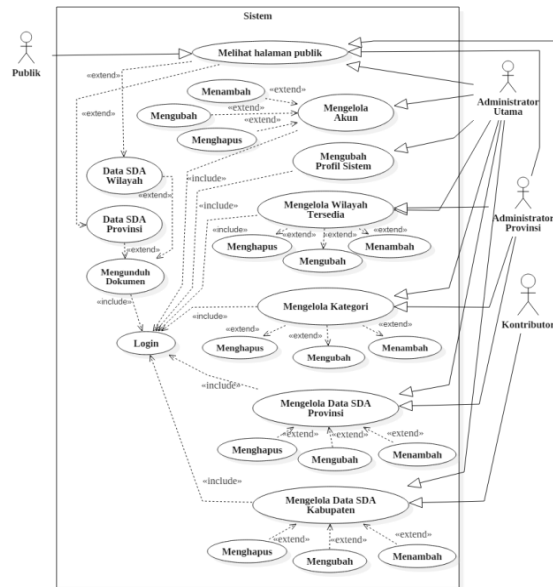 Sistem
Publik
Melihat halaman publik
«extend»
«extend»
Menambah
«extend»
Mengubah
«extend»
Menghapus
«extend»
Mengelola
Akun
Administrator
Utama
Mengubah
Profil Sistem
Data SDA
Wilayah
«include»
«extend»
Mengelola Wilayah
Tersedia
«include»
Administrator
Provinsi
Data SDA
Provinsi
«include»
«extend»
«extend»
«extend»
Menghapus
Menambah
Mengubah
«extend»
Mengunduh
Dokumen
«include»
Mengelola Kategori
«include»
Kontributor
Login
«extend»
«extend»
«extend»
Menghapus
Mengubah
Menambah
«include»
Mengelola Data SDA
Provinsi
«extend»
«extend»
«extend»
Menghapus
Mengubah
Menambah
«include»
Mengelola Data SDA
Kabupaten
«extend»
«extend»
«extend»
Menghapus
Mengubah
Menambah